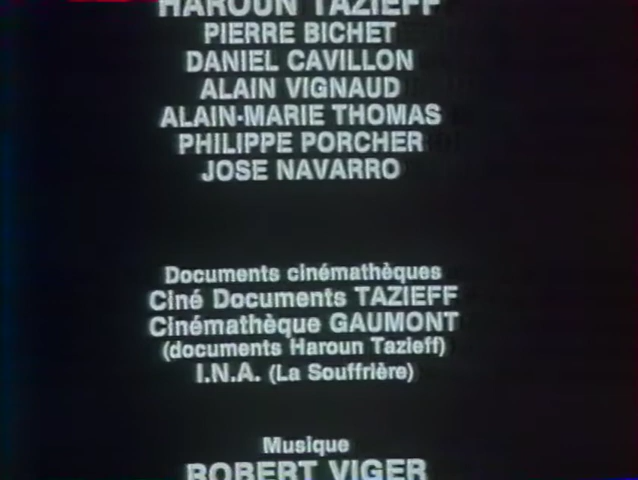 HAROUN TAZIEFF
PIERRE BICHET
DANIEL CAVILLON
ALAIN VIGNAUD
ALAIN-MARIE THOMAS
PHILIPPE PORCHER
JOSE NAVARRO
Documents cinémathèques
Ciné Documents TAZIEFF
Cinémathèque GAUMONT
(documents Haroun Tazieff)
I.N.A. (La Souffrière)
Musique
ROBERT VIGER